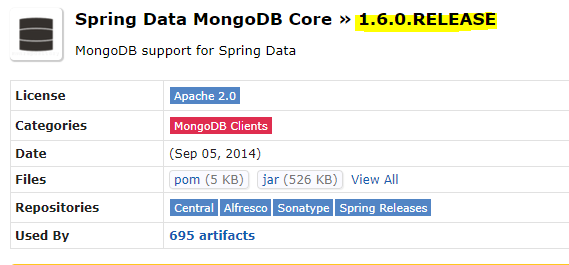 Spring Data MongoDB Core » 1.6.0.RELEASE
MongoDB support for Spring Data
License Apache 2.0
Categories MongoDB Clients
Date (Sep 05, 2014)
Files pom (5 KB) jar (526 KB) View All
Repositories Central Alfresco Sonatype Spring Releases
Used By 695 artifacts